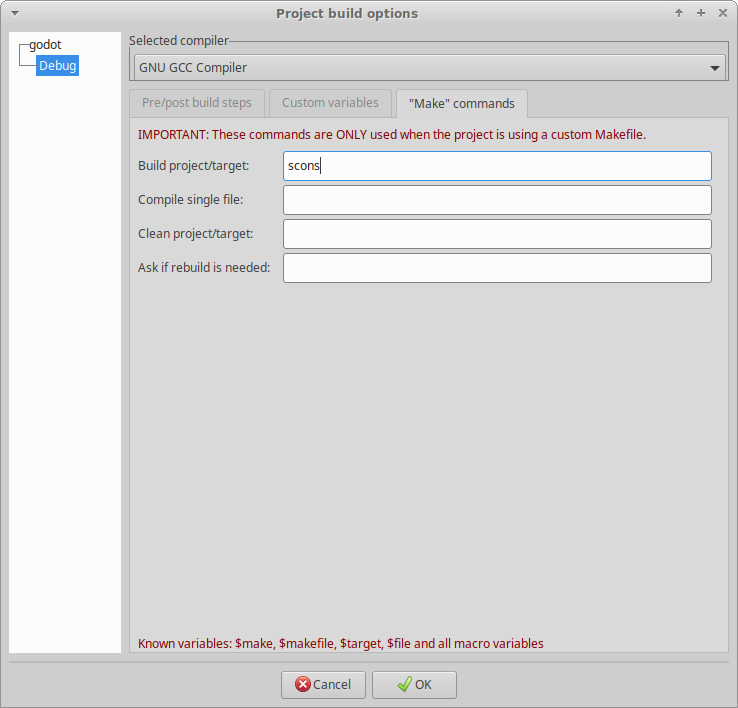 Project build options
godot
Debug
Selected compiler
GNU GCC Compiler
Pre/post build steps
Custom variables
"Make" commands
IMPORTANT: These commands are ONLY used when the project is using a custom Makefile.
Build project/target:
scons
Compile single file:
Clean project/target:
Ask if rebuild is needed:
Known variables: $make, $makefile, $target, $file and all macro variables
Cancel
OK